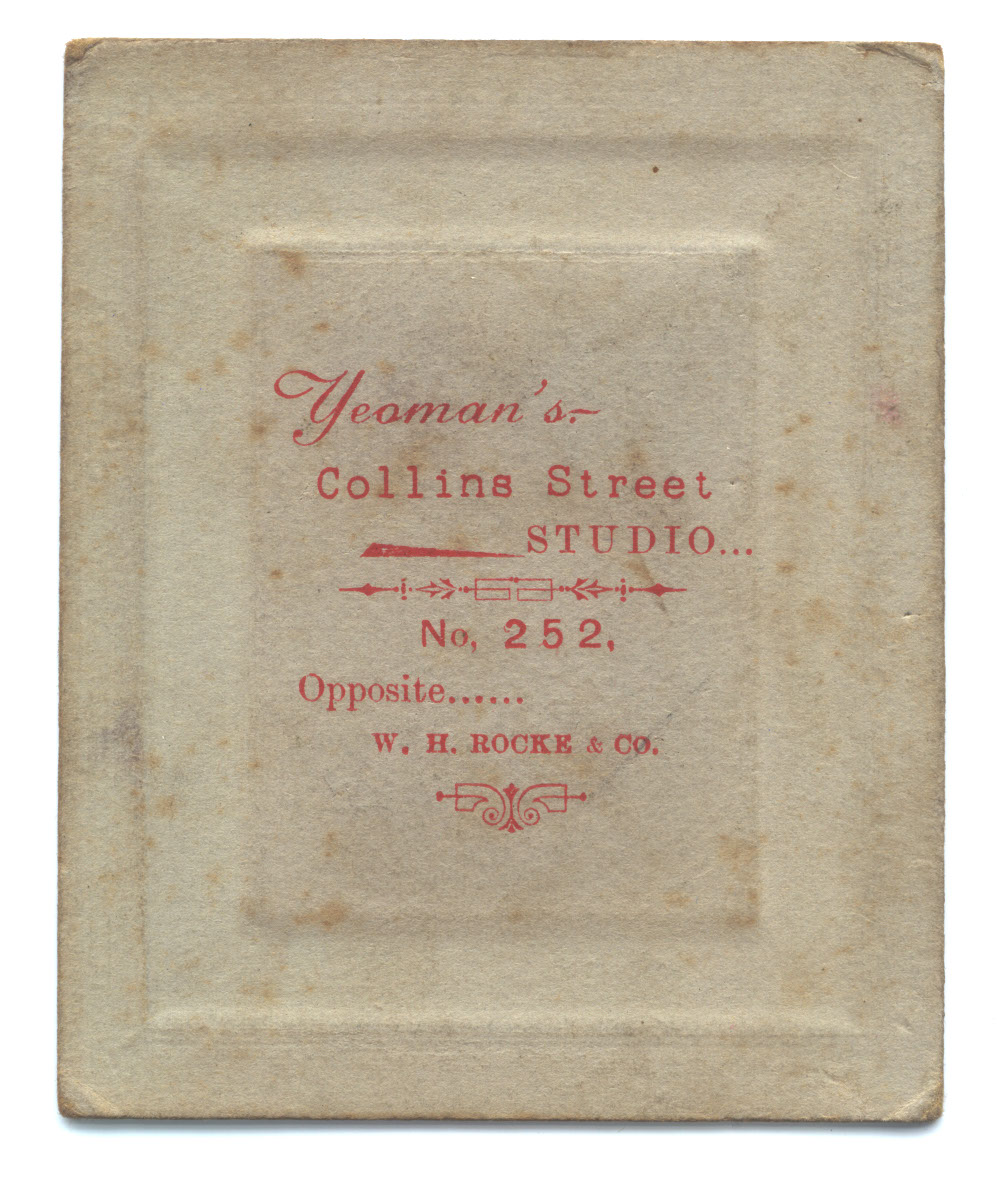 Yeoman's.–
Collins Street
STUDIO...
No, 252,
Opposite......
W. H. ROCKE & CO.